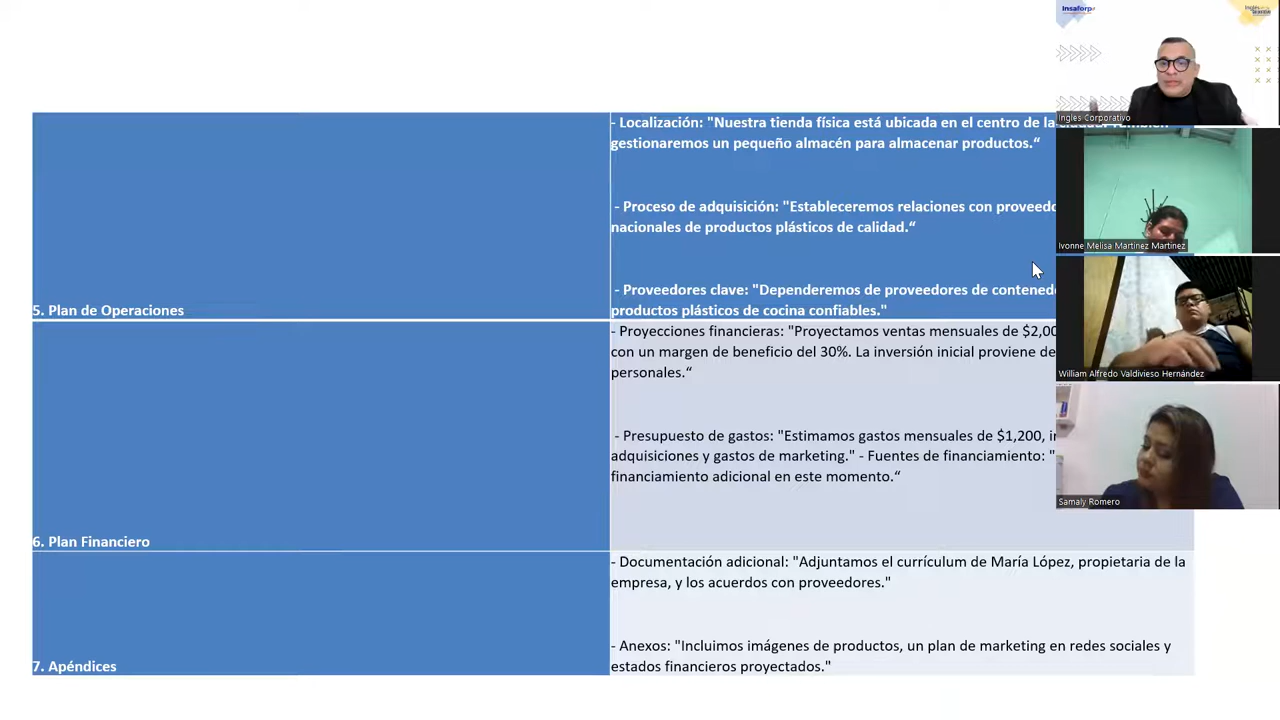 - Localización: "Nuestra tienda física está ubicada en el centro de la
gestionaremos un pequeño almacén para almacenar productos.“
- Proceso de adquisición: "Estableceremos relaciones con
nacionales de productos plásticos de calidad.“
- Proveedores clave: "Dependeremos de proveedores de
productos plásticos de cocina confiables."
5. Plan de Operaciones
- Proyecciones financieras: "Proyectamos ventas mensuales de
con un margen de beneficio del 30%. La inversión inicial proviene de
personales.“
- Presupuesto de gastos: "Estimamos gastos mensuales de $1,200,
adquisiciones y gastos de marketing." - Fuentes de financiamiento: "
financiamiento adicional en este momento.“
6. Plan Financiero
- Documentación adicional: "Adjuntamos el currículum de María López, propietaria de la
empresa, y los acuerdos con proveedores."
- Anexos: "Incluimos imágenes de productos, un plan de marketing en redes sociales y
estados financieros proyectados."
7. Apéndices
Insaforp
Ingles Corporativo
Ivonne Melisa Martinez Martinez
William Alfredo Valdivieso Hernández
Samaly Romero